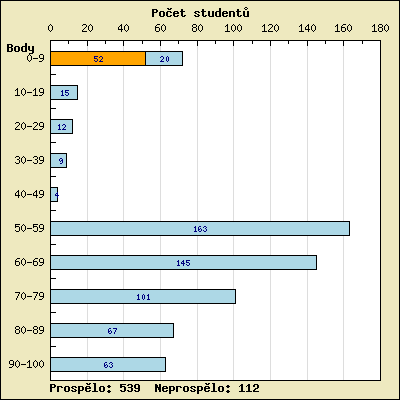 Počet studentů
0 20 40 60 80 100 120 140 160 180
Body
0-9 52 20
10-19 15
20-29 12
30-39 9
40-49 4
50-59 163
60-69 145
70-79 101
80-89 67
90-100 63
Prospělo: 539 Neprospělo: 112